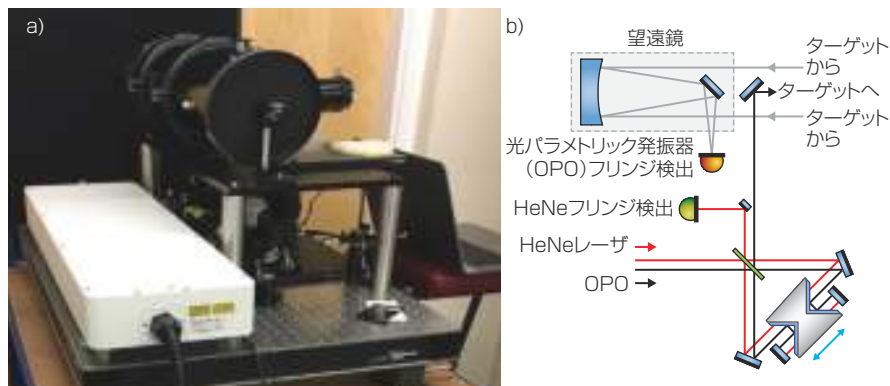 a)
b)
望遠鏡
ターゲット
から
ターゲットへ
ターゲット
から
光パラメトリック発振器
（OPO）フリンジ検出
HeNeフリンジ検出
HeNeレーザ
OPO